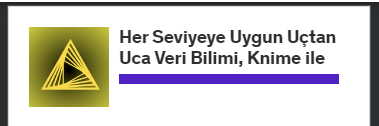 Her Seviyeye Uygun Uçtan
Uca Veri Bilimi, Knime ile